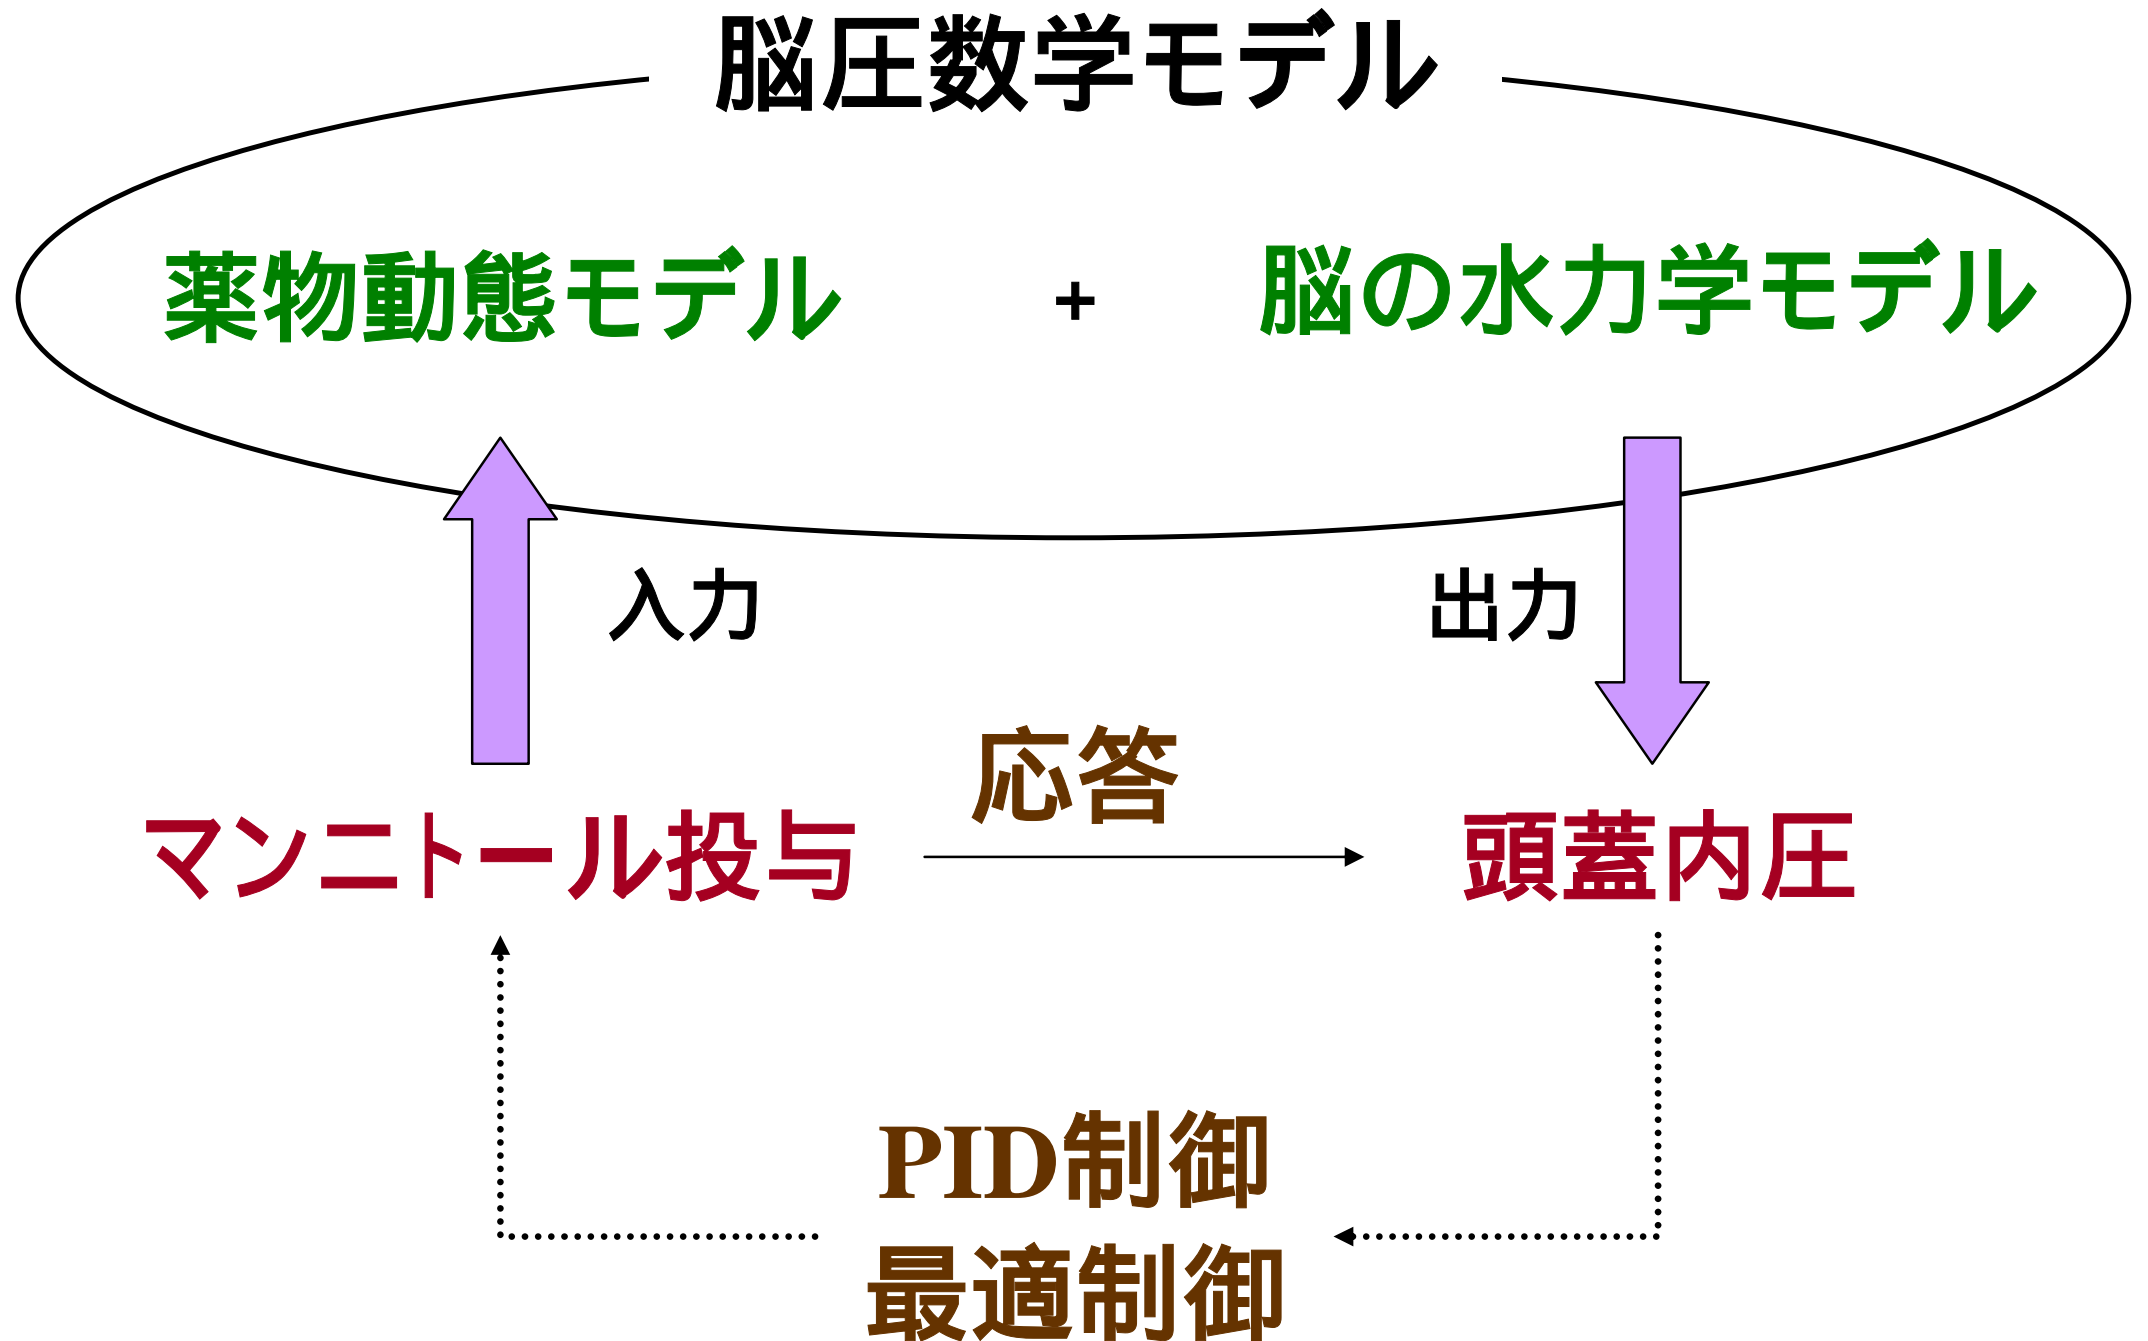 脳圧数学モデル
薬物動態モデル + 脳の水力学モデル
入力 出力
応答
マンニトール投与 頭蓋内圧
PID制御
最適制御